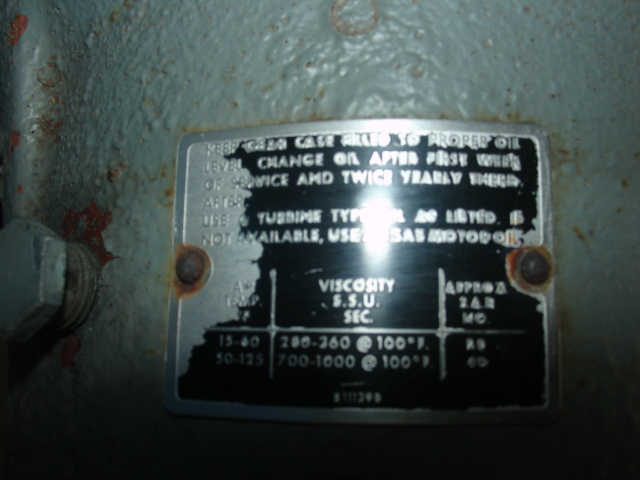 KEEP GEAR CASE FILLED TO PROPER OIL
LEVEL. CHANGE OIL AFTER FIRST WEEK
OF SERVICE AND TWICE YEARLY THERE-
AFTER
USE A TURBINE TYPE OIL AS LISTED. IF
NOT AVAILABLE, USE SAE MOTOR OIL
VISCOSITY APPROX
TEMP. S.S.U. S.A.E
°F SEC. NO.
15-60 280-360 @ 100°F.
50-125 700-1000 @ 100°F. 40